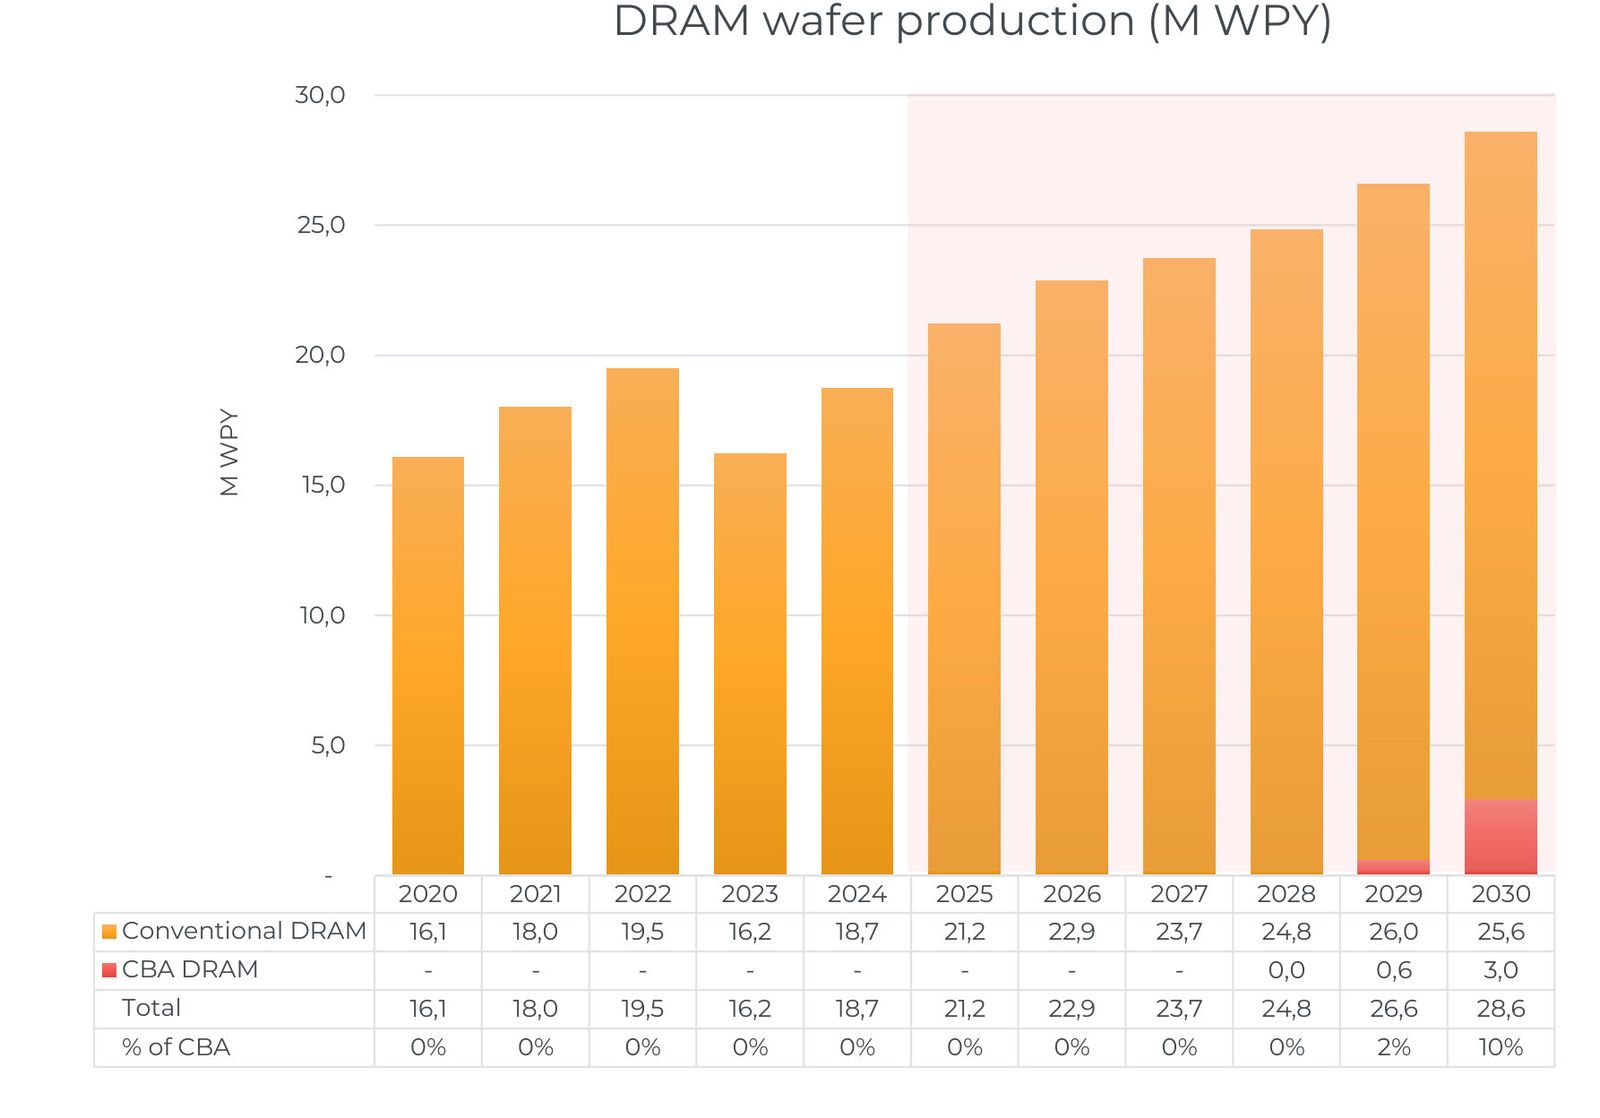 DRAM wafer production (M WPY)
30,0
25,0
20,0
15,0
10,0
5,0
-
M WPY
2020 2021 2022 2023 2024 2025 2026 2027 2028 2029 2030
Conventional DRAM 16,1 18,0 19,5 16,2 18,7 21,2 22,9 23,7 24,8 26,0 25,6
CBA DRAM - - - - - - - - 0,0 0,6 3,0
Total 16,1 18,0 19,5 16,2 18,7 21,2 22,9 23,7 24,8 26,6 28,6
% of CBA 0% 0% 0% 0% 0% 0% 0% 0% 0% 2% 10%